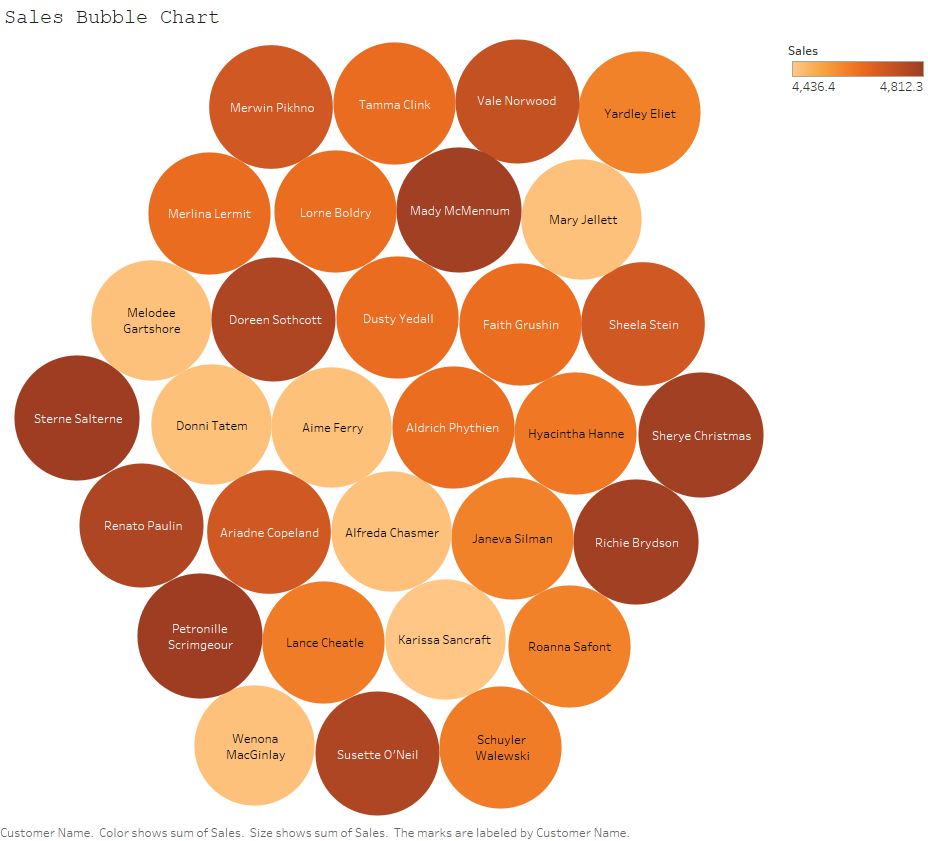 Sales Bubble Chart
Sales
4,436.4 4,812.3
Merwin Pikhno
Tamma Clink
Vale Norwood
Yardley Eliet
Merlina Lermit
Lorne Boldry
Mady McMennum
Mary Jellett
Melodee
Gartshore
Doreen Sothcott
Dusty Yedall
Faith Grushin
Sheela Stein
Sterne Salterne
Donni Tatem
Aime Ferry
Aldrich Phythien
Hyacintha Hanne
Sherye Christmas
Renato Paulin
Ariadne Copeland
Alfreda Chasmer
Janeva Silman
Richie Brydson
Petronille
Scrimgeour
Lance Cheatle
Karissa Sancraft
Roanna Safont
Wenona
MacGinlay
Susette O'Neil
Schuyler
Walewski
Customer Name.  Color shows sum of Sales.  Size shows sum of Sales.  The marks are labeled by Customer Name.